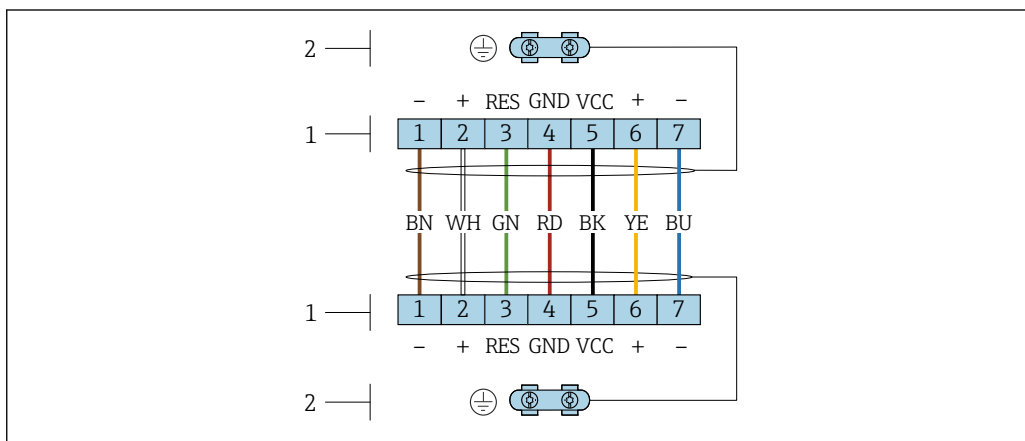 2
– + RES GND VCC + –
1 1 2 3 4 5 6 7
BN WH GN RD BK YE BU
1 1 2 3 4 5 6 7
– + RES GND VCC + –
2